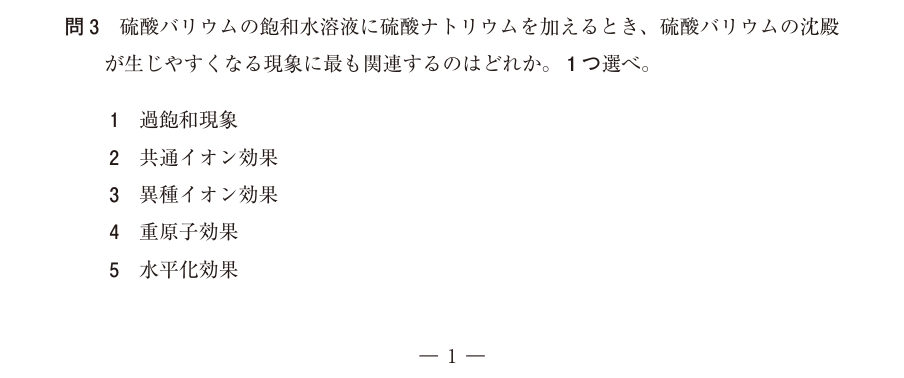 問3 硫酸バリウムの飽和水溶液に硫酸ナトリウムを加えるとき、硫酸バリウムの沈殿
が生じやすくなる現象に最も関連するのはどれか。1つ選べ。
1 過飽和現象
2 共通イオン効果
3 異種イオン効果
4 重原子効果
5 水平化効果
— 1 —